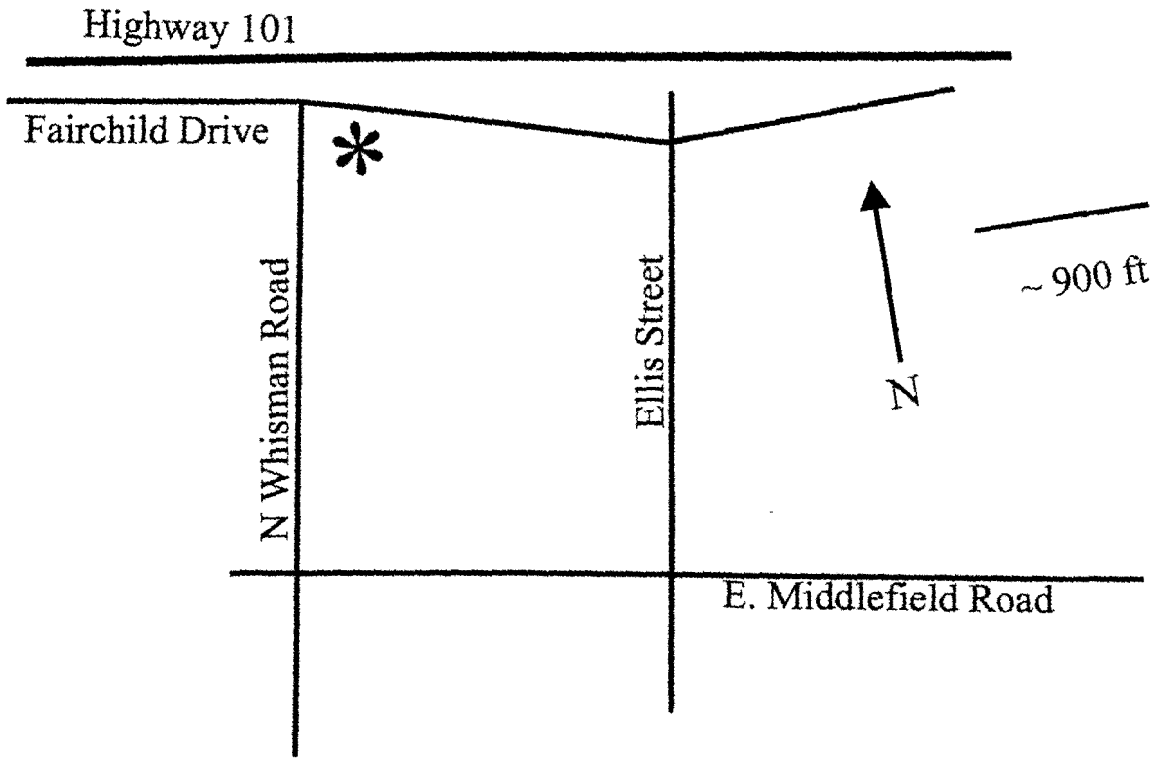 Highway 101
Fairchild Drive
N Whisman Road
Ellis Street
~ 900 ft
N
E. Middlefield Road